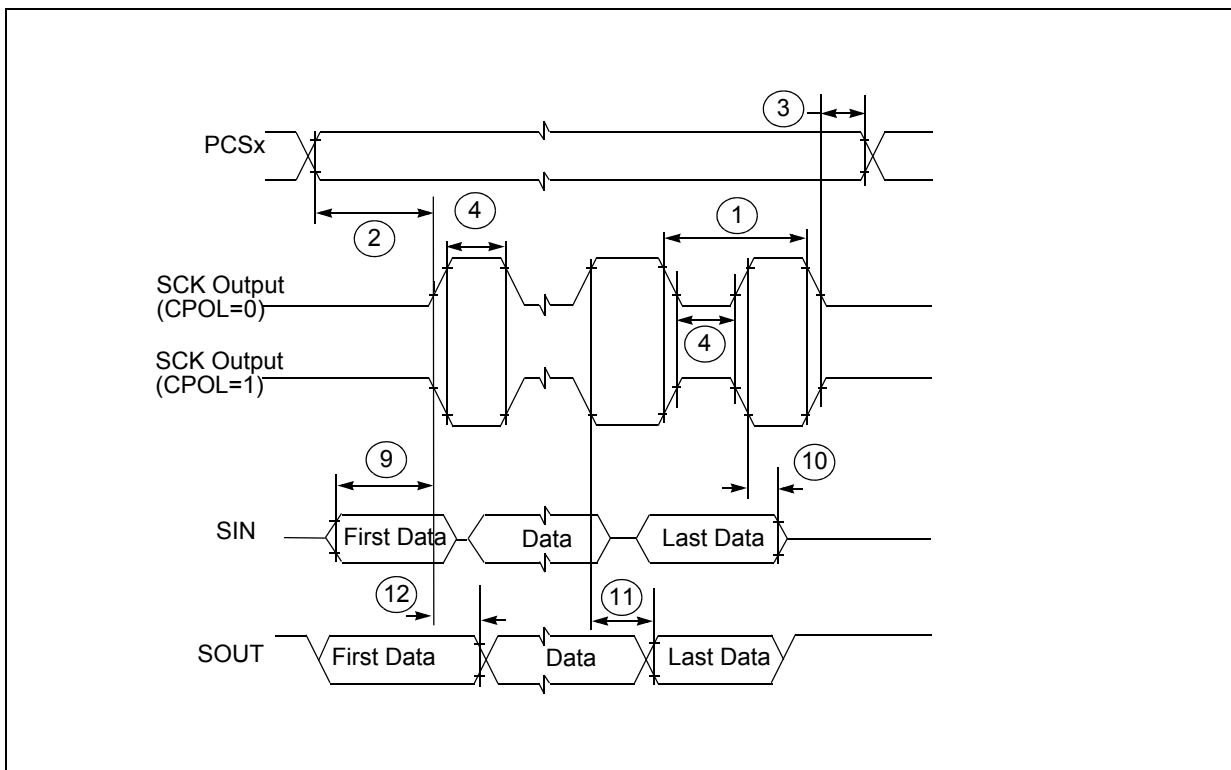 3
PCSx
2
4
1
SCK Output
(CPOL=0)
4
SCK Output
(CPOL=1)
9
10
SIN
First Data
Data
Last Data
12
11
SOUT
First Data
Data
Last Data